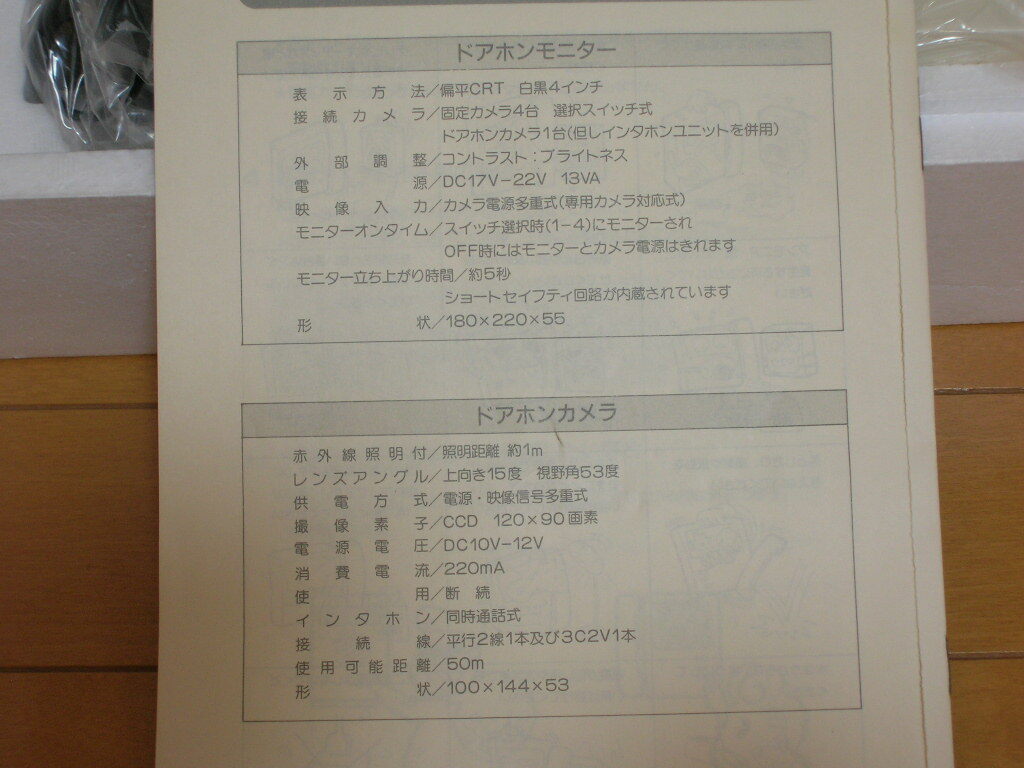 ドアホンモニター
表示方法/偏平CRT 白黒4インチ
接続カメラ/固定カメラ4台 選択スイッチ式
ドアホンカメラ1台(但しインタホンユニットを併用)
外部調整/コントラスト:ブライトネス
電源/DC17V-22V 13VA
映像入力/カメラ電源多重式(専用カメラ対応式)
モニターオンタイム/スイッチ選択時(1-4)にモニターされ
OFF時にはモニターとカメラ電源はきれます
モニター立ち上がり時間/約5秒
ショートセイフティ回路が内蔵されています
形状/180×220×55
ドアホンカメラ
赤外線照明付/照明距離 約1m
レンズアングル/上向き15度 視野角53度
供電方式/電源・映像信号多重式
撮像素子/CCD 120×90画素
電源電圧/DC10V-12V
消費電流/220mA
使用/断続
インタホン/同時通話式
接続線/平行2線1本及び3C2V1本
使用可能距離/50m
形状/100×144×53